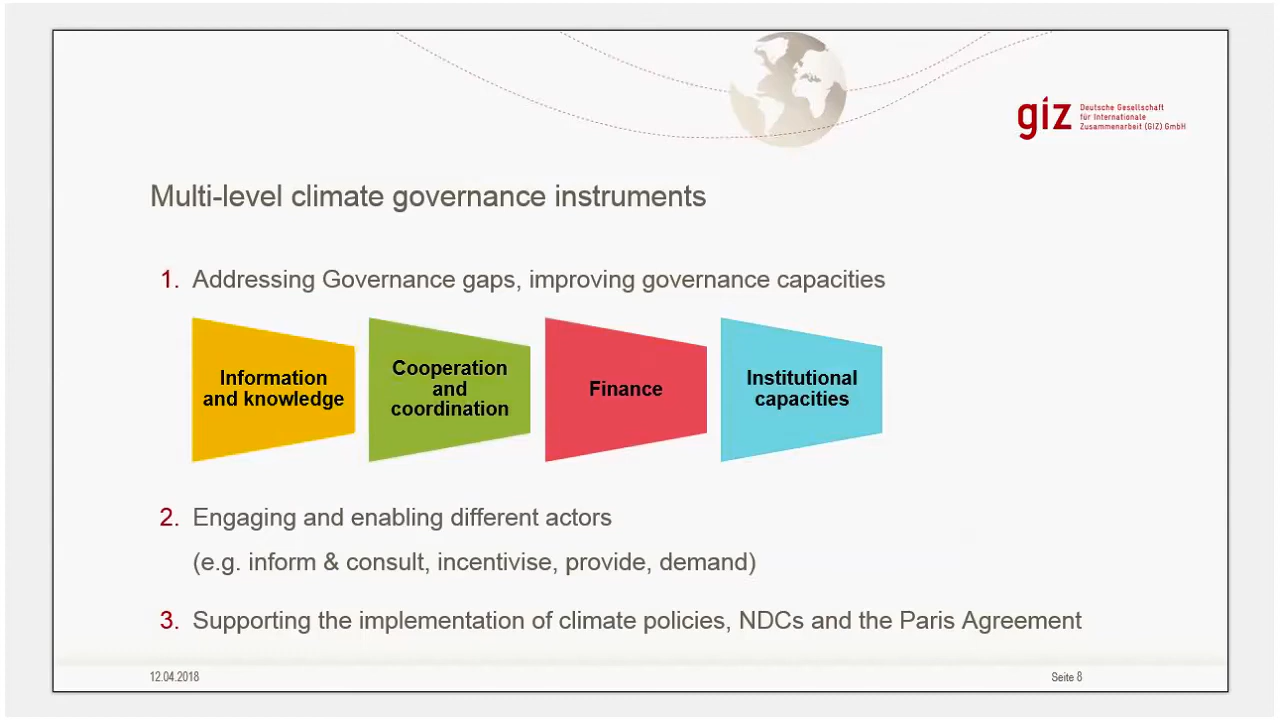 giz
Deutsche Gesellschaft
für Internationale
Zusammenarbeit (GIZ) GmbH
Multi-level climate governance instruments
1. Addressing Governance gaps, improving governance capacities
Information
and knowledge
Cooperation
and
coordination
Finance
Institutional
capacities
2. Engaging and enabling different actors
(e.g. inform & consult, incentivise, provide, demand)
3. Supporting the implementation of climate policies, NDCs and the Paris Agreement
12.04.2018
Seite 8